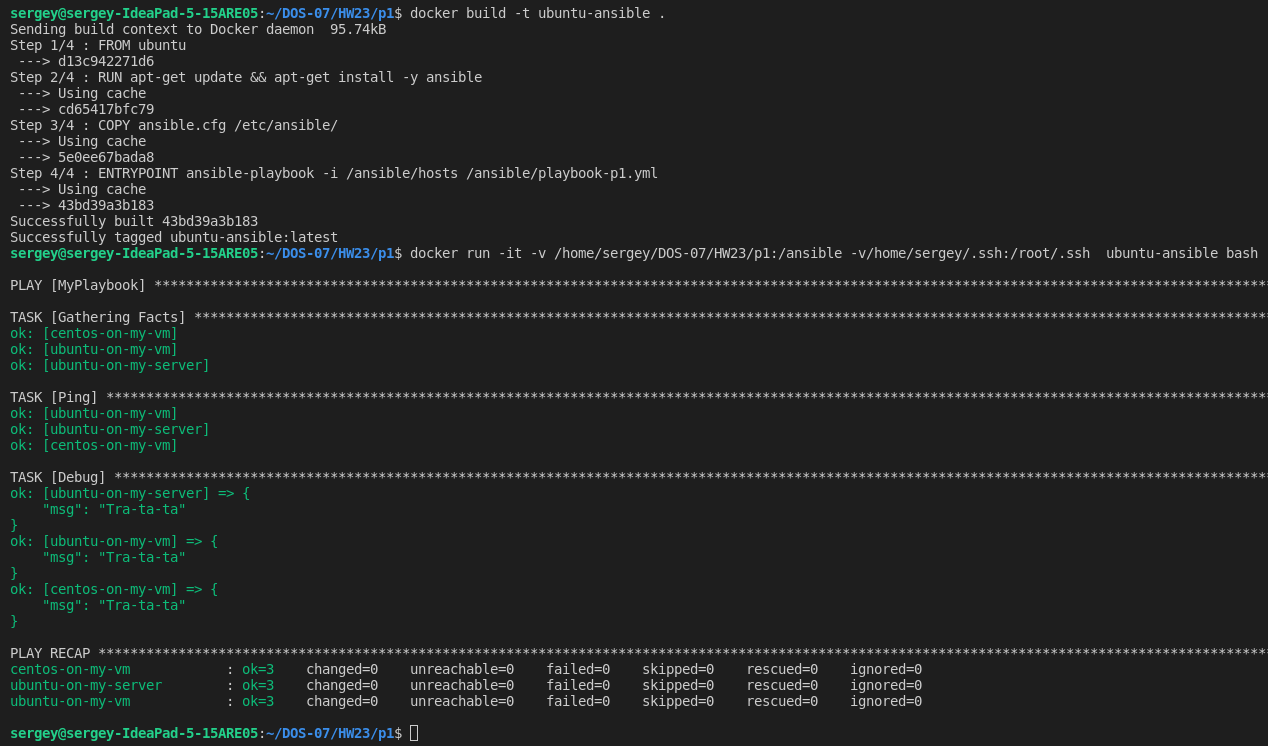 sergey@sergey-IdeaPad-5-15ARE05:~/DOS-07/HW23/p1$ docker build -t ubuntu-ansible .
Sending build context to Docker daemon  95.74kB
Step 1/4 : FROM ubuntu
 ---> d13c942271d6
Step 2/4 : RUN apt-get update && apt-get install -y ansible
 ---> Using cache
 ---> cd65417bfc79
Step 3/4 : COPY ansible.cfg /etc/ansible/
 ---> Using cache
 ---> 5e0ee67bada8
Step 4/4 : ENTRYPOINT ansible-playbook -i /ansible/hosts /ansible/playbook-p1.yml
 ---> Using cache
 ---> 43bd39a3b183
Successfully built 43bd39a3b183
Successfully tagged ubuntu-ansible:latest
sergey@sergey-IdeaPad-5-15ARE05:~/DOS-07/HW23/p1$ docker run -it -v /home/sergey/DOS-07/HW23/p1:/ansible -v/home/sergey/.ssh:/root/.ssh  ubuntu-ansible bash

PLAY [MyPlaybook] *******************************************************************************************************************************************

TASK [Gathering Facts] **************************************************************************************************************************************
ok: [centos-on-my-vm]
ok: [ubuntu-on-my-vm]
ok: [ubuntu-on-my-server]

TASK [Ping] *************************************************************************************************************************************************
ok: [ubuntu-on-my-vm]
ok: [ubuntu-on-my-server]
ok: [centos-on-my-vm]

TASK [Debug] ************************************************************************************************************************************************
ok: [ubuntu-on-my-server] => {
    "msg": "Tra-ta-ta"
}
ok: [ubuntu-on-my-vm] => {
    "msg": "Tra-ta-ta"
}
ok: [centos-on-my-vm] => {
    "msg": "Tra-ta-ta"
}

PLAY RECAP **************************************************************************************************************************************************
centos-on-my-vm            : ok=3    changed=0    unreachable=0    failed=0    skipped=0    rescued=0    ignored=0
ubuntu-on-my-server        : ok=3    changed=0    unreachable=0    failed=0    skipped=0    rescued=0    ignored=0
ubuntu-on-my-vm            : ok=3    changed=0    unreachable=0    failed=0    skipped=0    rescued=0    ignored=0

sergey@sergey-IdeaPad-5-15ARE05:~/DOS-07/HW23/p1$